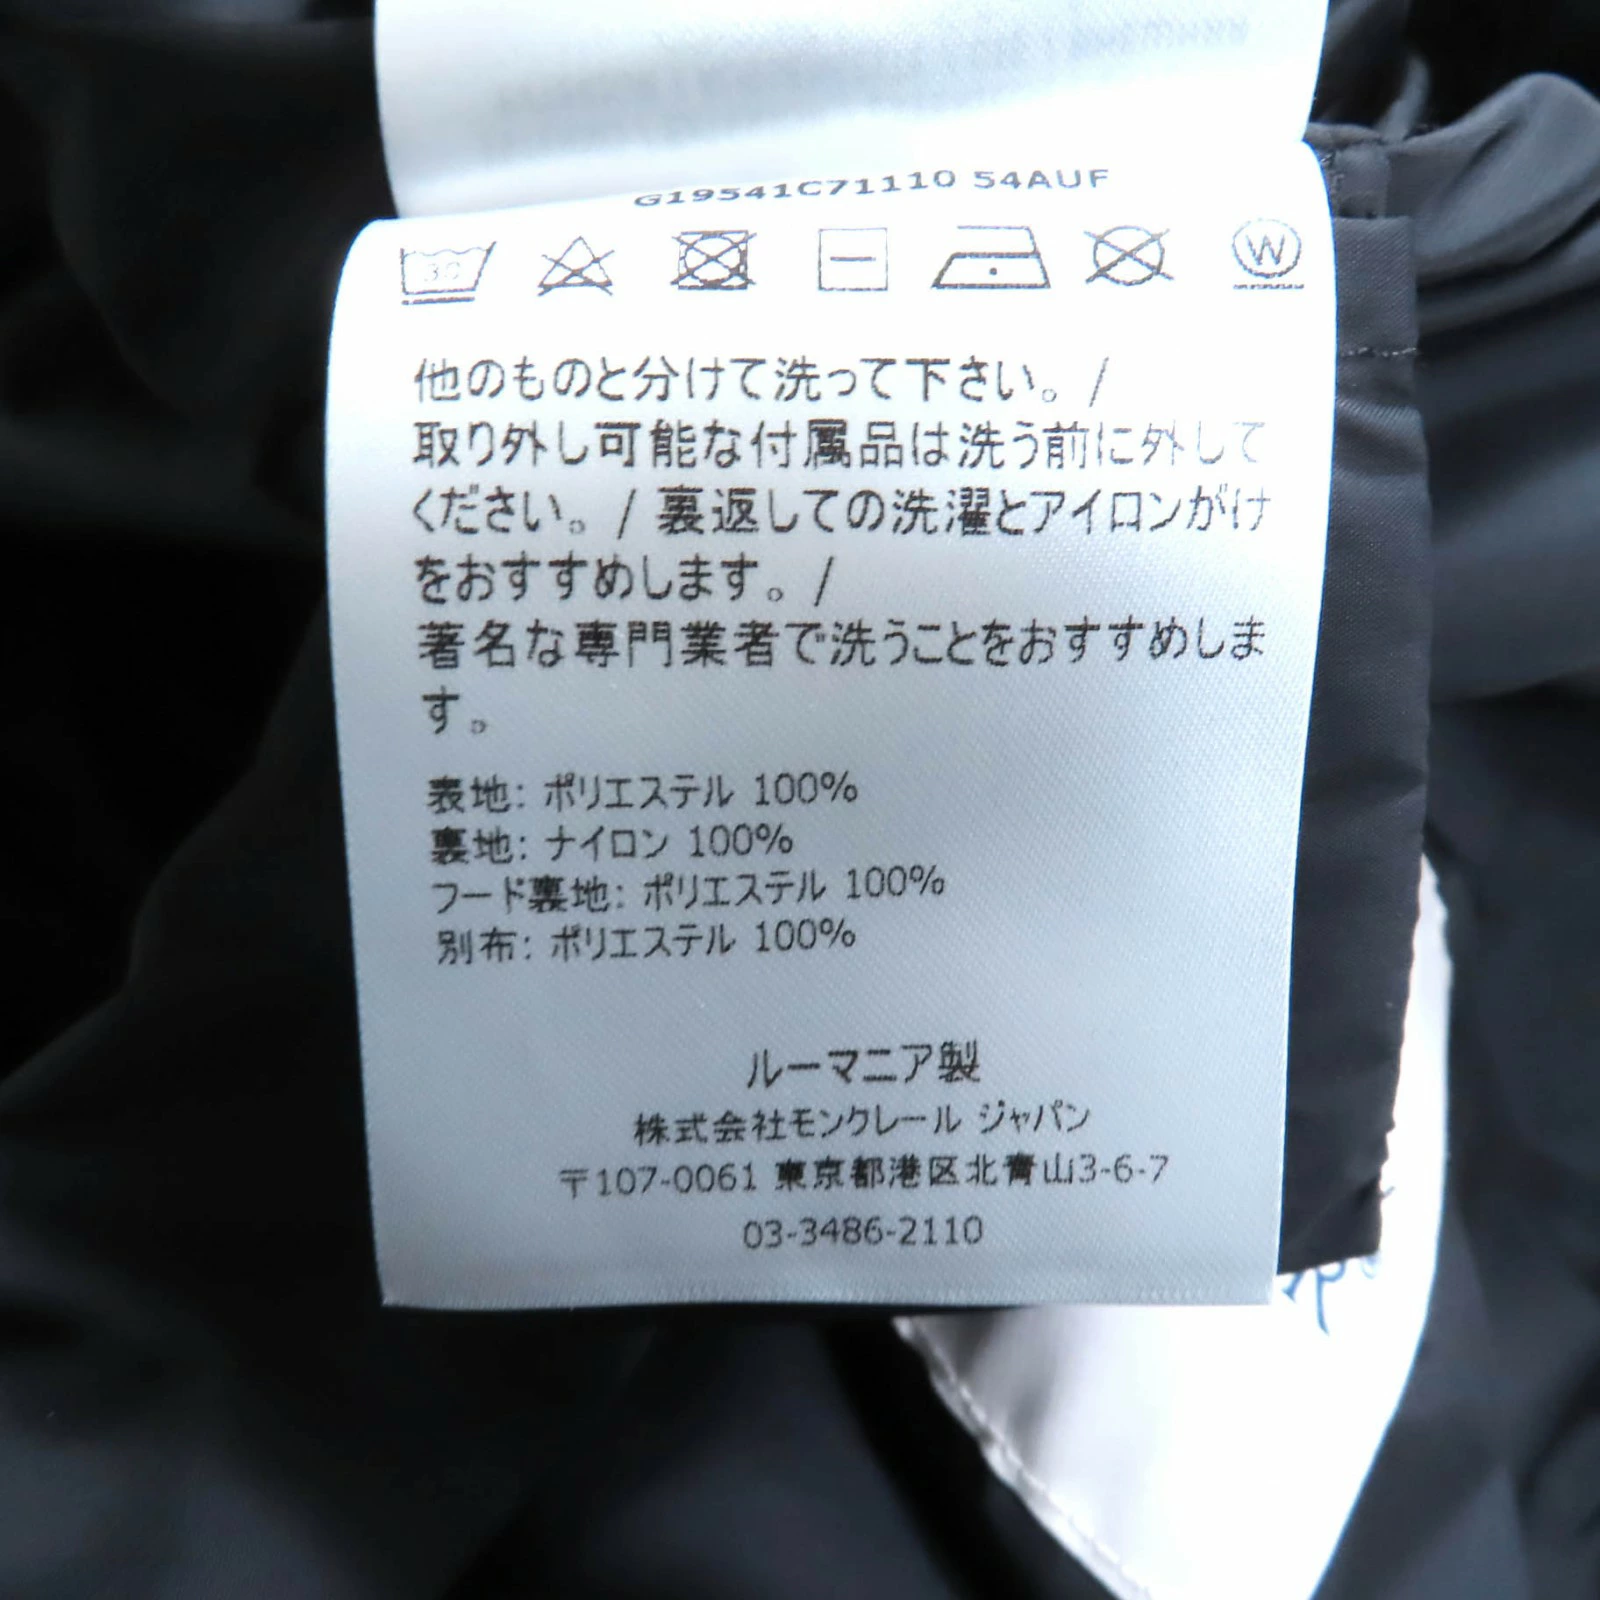 G19541C71110 54AUF
30
W
他のものと分けて洗って下さい。/
取り外し可能な付属品は洗う前に外して
ください。/ 裏返しての洗濯とアイロンがけ
をおすすめします。/
著名な専門業者で洗うことをおすすめしま
す。
表地: ポリエステル 100%
裏地: ナイロン 100%
フード裏地: ポリエステル 100%
別布: ポリエステル 100%
ルーマニア製
株式会社モンクレール ジャパン
〒107-0061 東京都港区北青山3-6-7
03-3486-2110